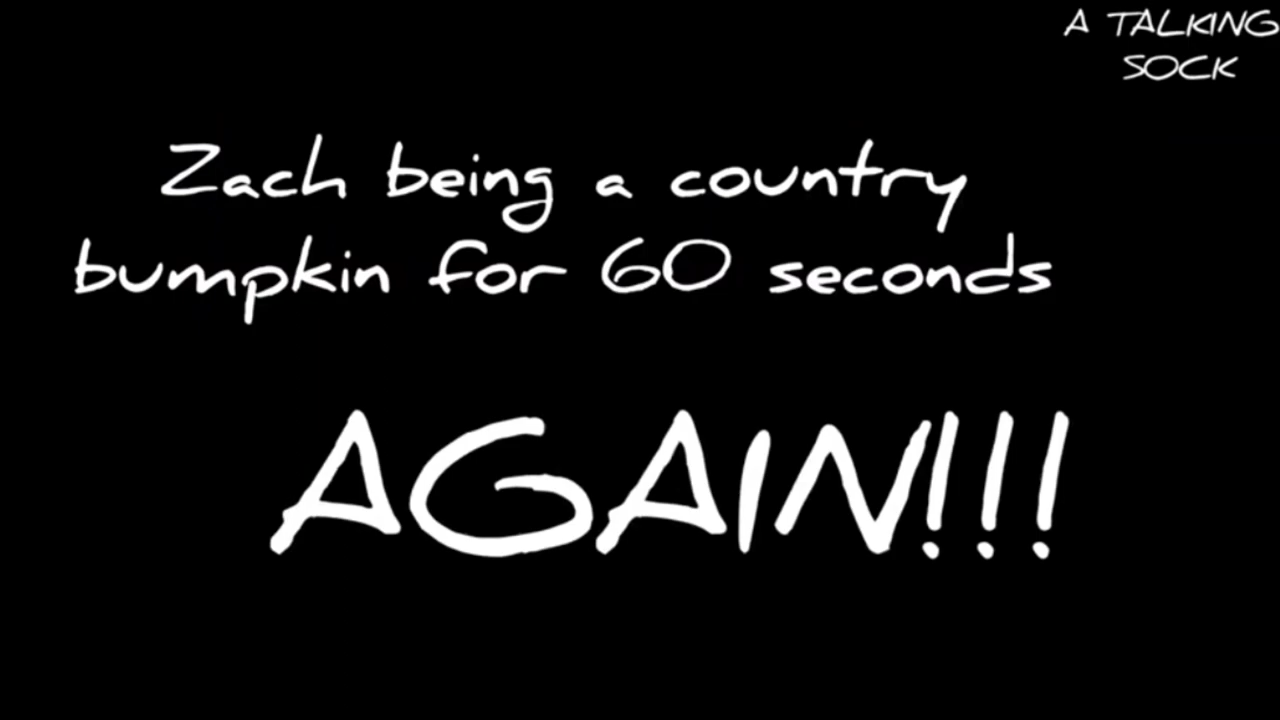 A TALKING
SOCK
Zach being a country
bumpkin for 60 seconds
AGAIN!!!